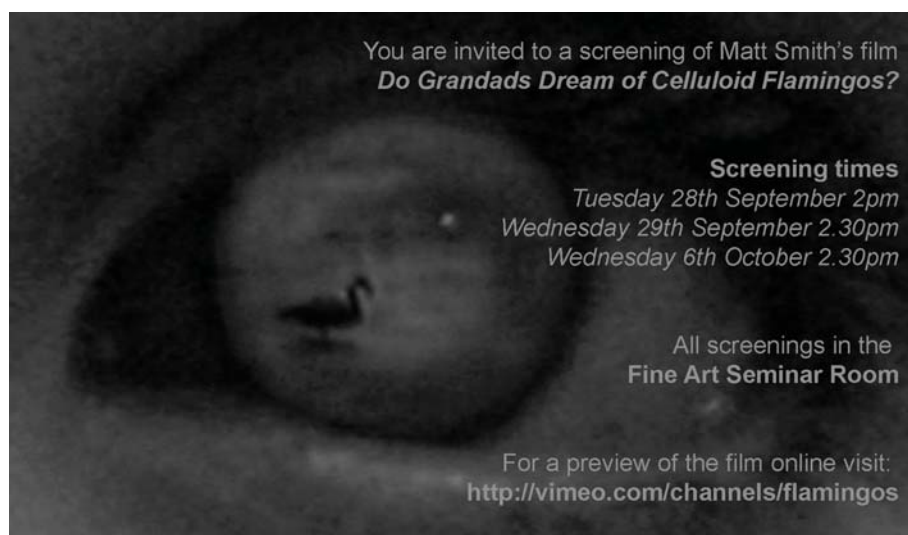 You are invited to a screening of Matt Smith's film
Do Grandads Dream of Celluloid Flamingos?
Screening times
Tuesday 28th September 2pm
Wednesday 29th September 2.30pm
Wednesday 6th October 2.30pm
All screenings in the
Fine Art Seminar Room
For a preview of the film online visit:
http://vimeo.com/channels/flamingos